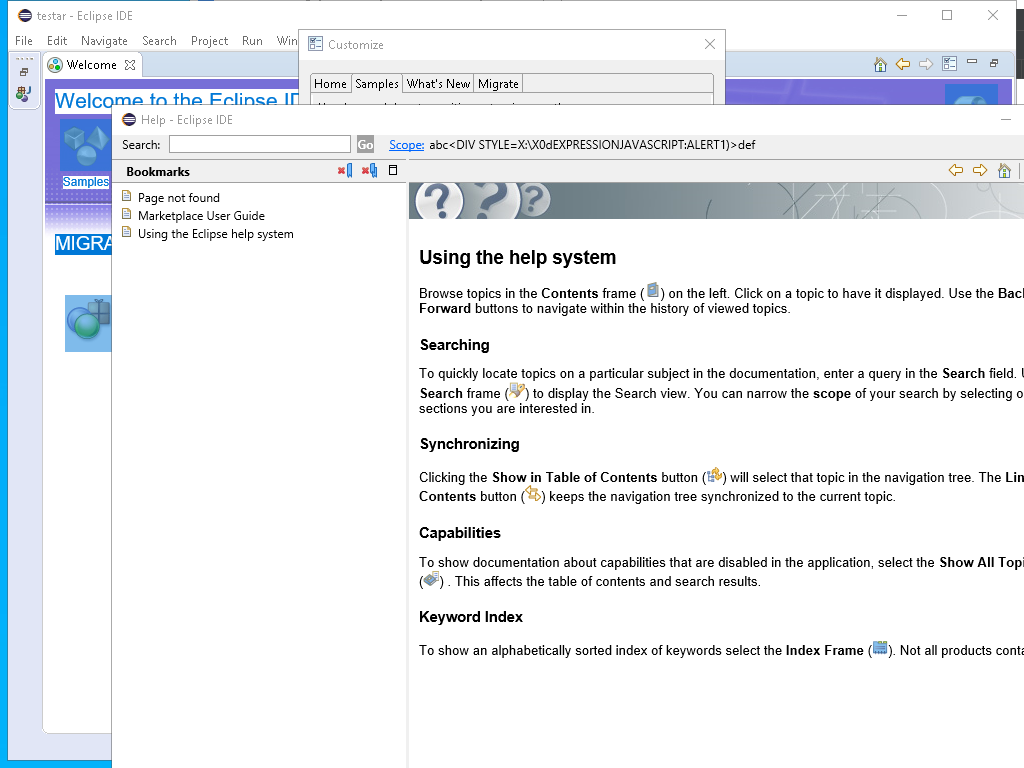 testar - Eclipse IDE
File Edit Navigate Search Project Run Win
Customize
Welcome
Home Samples What's New Migrate
Welcome to the Eclipse ID
Samples
MIGRA
Help - Eclipse IDE
Search: Go Scope: abc<DIV STYLE=X:\X0dEXPRESSIONJAVASCRIPT:ALERT1)>def
Bookmarks
Page not found
Marketplace User Guide
Using the Eclipse help system
Using the help system
Browse topics in the Contents frame ( ) on the left. Click on a topic to have it displayed. Use the Back
Forward buttons to navigate within the history of viewed topics.
Searching
To quickly locate topics on a particular subject in the documentation, enter a query in the Search field. U
Search frame ( ) to display the Search view. You can narrow the scope of your search by selecting o
sections you are interested in.
Synchronizing
Clicking the Show in Table of Contents button ( ) will select that topic in the navigation tree. The Lin
Contents button ( ) keeps the navigation tree synchronized to the current topic.
Capabilities
To show documentation about capabilities that are disabled in the application, select the Show All Topi
( ) . This affects the table of contents and search results.
Keyword Index
To show an alphabetically sorted index of keywords select the Index Frame ( ). Not all products conta